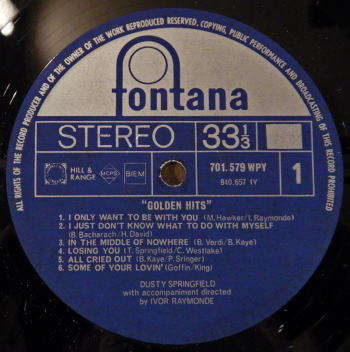 ALL RIGHTS OF THE RECORD PRODUCER AND OF THE OWNER OF THE WORK REPRODUCED RESERVED. COPYING, PUBLIC PERFORMANCE AND BROADCASTING OF THIS RECORD PROHIBITED
fontana
STEREO 33 1/3
HILL & RANGE MCPS BIEM 701.579 WPY 1
840.657 1Y
"GOLDEN HITS"
1. I ONLY WANT TO BE WITH YOU (M. Hawker/I. Raymonde)
2. I JUST DON'T KNOW WHAT TO DO WITH MYSELF
(B. Bacharach/H. David)
3. IN THE MIDDLE OF NOWHERE (B. Verdi/B. Kaye)
4. LOSING YOU (T. Springfield/C. Westlake)
5. ALL CRIED OUT (B. Kaye/P. Springer)
6. SOME OF YOUR LOVIN' (Goffin/King)
DUSTY SPRINGFIELD
with accompaniment directed
by IVOR RAYMONDE